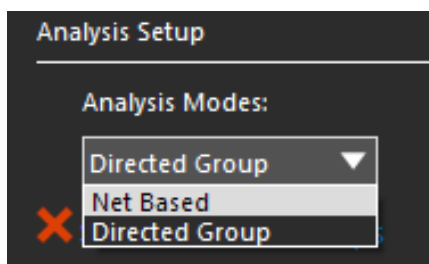 Analysis Setup
Analysis Modes:
Directed Group
Net Based
Directed Group